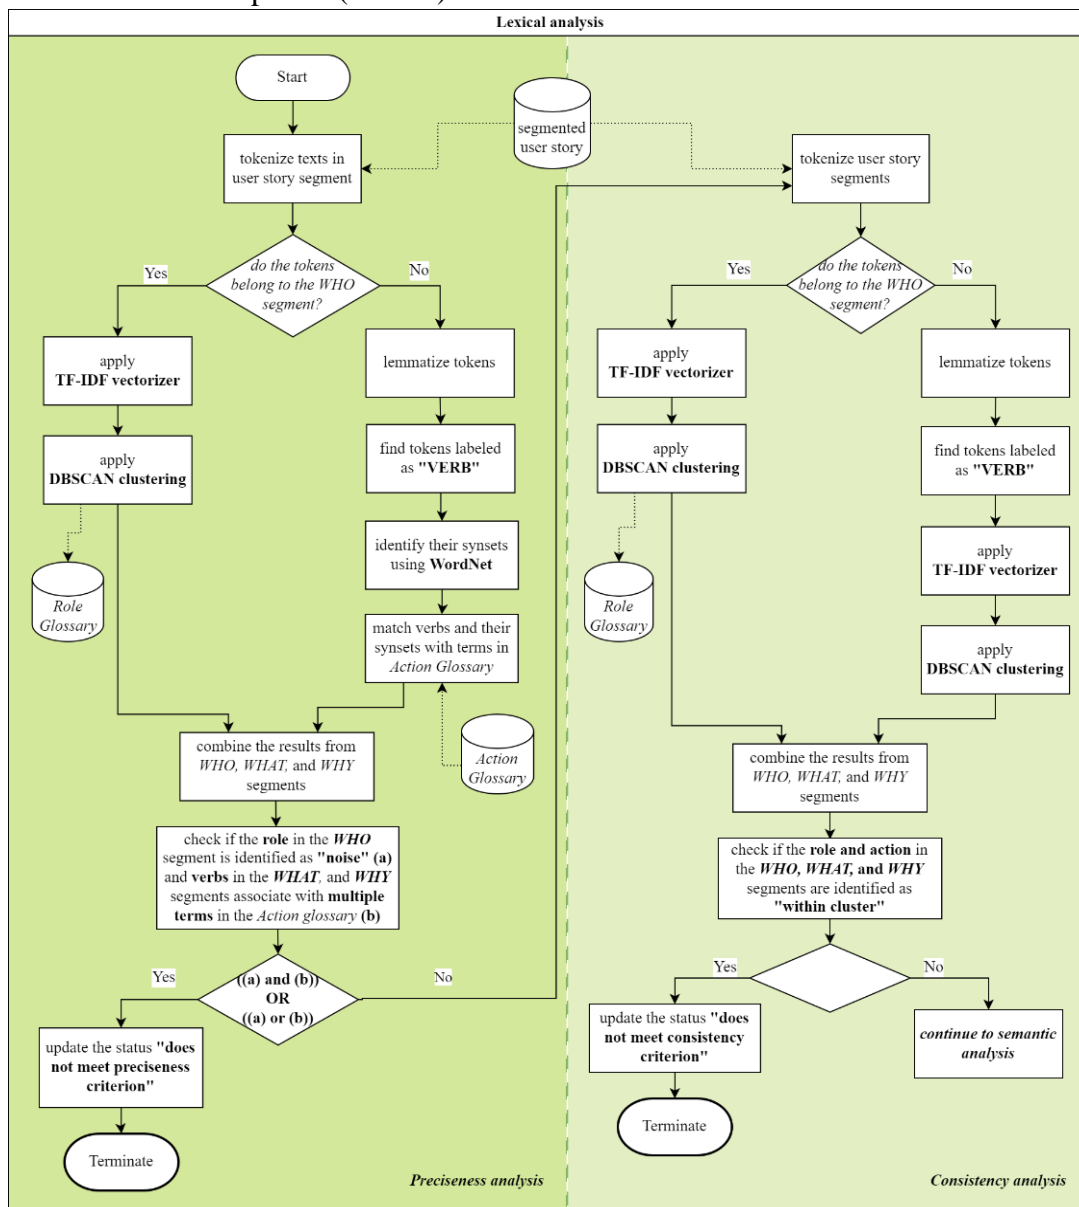 Lexical analysis
Start
segmented
user story
tokenize texts in
user story segment
do the tokens
belong to the WHO
segment?
Yes
No
apply
TF-IDF vectorizer
lemmatize tokens
apply
DBSCAN clustering
find tokens labeled
as "VERB"
identify their synsets
using WordNet
Role
Glossary
match verbs and their
synsets with terms in
Action Glossary
Action
Glossary
combine the results from
WHO, WHAT, and WHY
segments
check if the role in the WHO
segment is identified as "noise" (a)
and verbs in the WHAT, and WHY
segments associate with multiple
terms in the Action glossary (b)
Yes
No
((a) and (b))
OR
((a) or (b))
update the status "does
not meet preciseness
criterion"
Terminate
Preciseness analysis
tokenize user story
segments
do the tokens
belong to the WHO
segment?
Yes
No
apply
TF-IDF vectorizer
lemmatize tokens
apply
DBSCAN clustering
find tokens labeled
as "VERB"
apply
TF-IDF vectorizer
Role
Glossary
apply
DBSCAN clustering
combine the results from
WHO, WHAT, and WHY
segments
check if the role and action in
the WHO, WHAT, and WHY
segments are identified as
"within cluster"
Yes
No
update the status "does
not meet consistency
criterion"
continue to semantic
analysis
Terminate
Consistency analysis